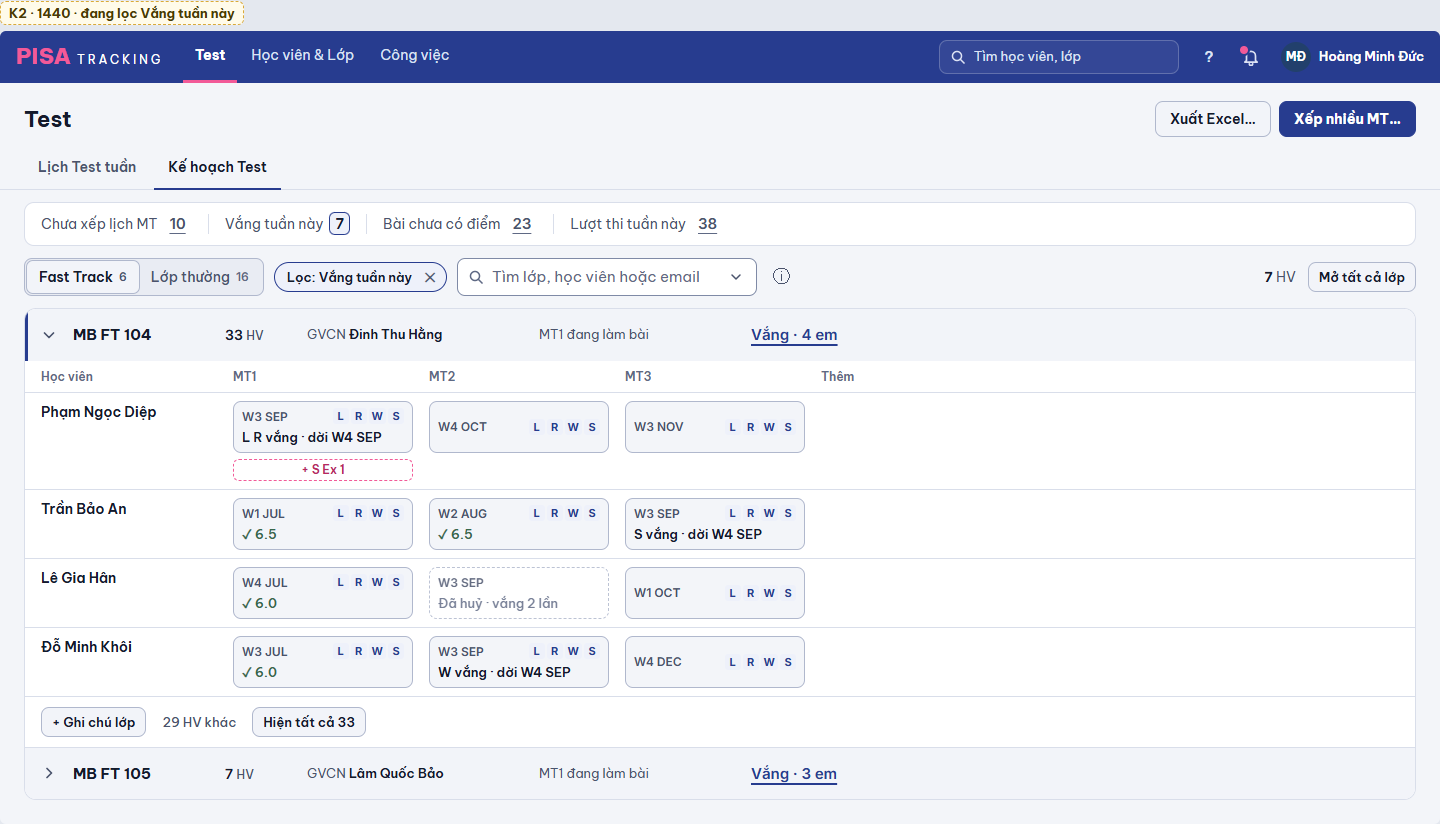 K2 · 1440 · đang lọc Vắng tuần này
PISA TRACKING Test Học viên & Lớp Công việc Tìm học viên, lớp ? MĐ Hoàng Minh Đức
Test Xuất Excel... Xếp nhiều MT...
Lịch Test tuần Kế hoạch Test
Chưa xếp lịch MT 10 Vắng tuần này 7 Bài chưa có điểm 23 Lượt thi tuần này 38
Fast Track 6 Lớp thường 16 Lọc: Vắng tuần này Tìm lớp, học viên hoặc email 7 HV Mở tất cả lớp
MB FT 104 33 HV GVCN Đinh Thu Hằng MT1 đang làm bài Vắng · 4 em
Học viên MT1 MT2 MT3 Thêm
Phạm Ngọc Diệp
W3 SEP L R W S
L R vắng · dời W4 SEP
+ S Ex 1
W4 OCT L R W S
W3 NOV L R W S
Trần Bảo An
W1 JUL L R W S
✓ 6.5
W2 AUG L R W S
✓ 6.5
W3 SEP L R W S
S vắng · dời W4 SEP
Lê Gia Hân
W4 JUL L R W S
✓ 6.0
W3 SEP
Đã huỷ · vắng 2 lần
W1 OCT L R W S
Đỗ Minh Khôi
W3 JUL L R W S
✓ 6.0
W3 SEP L R W S
W vắng · dời W4 SEP
W4 DEC L R W S
+ Ghi chú lớp 29 HV khác Hiện tất cả 33
MB FT 105 7 HV GVCN Lâm Quốc Bảo MT1 đang làm bài Vắng · 3 em